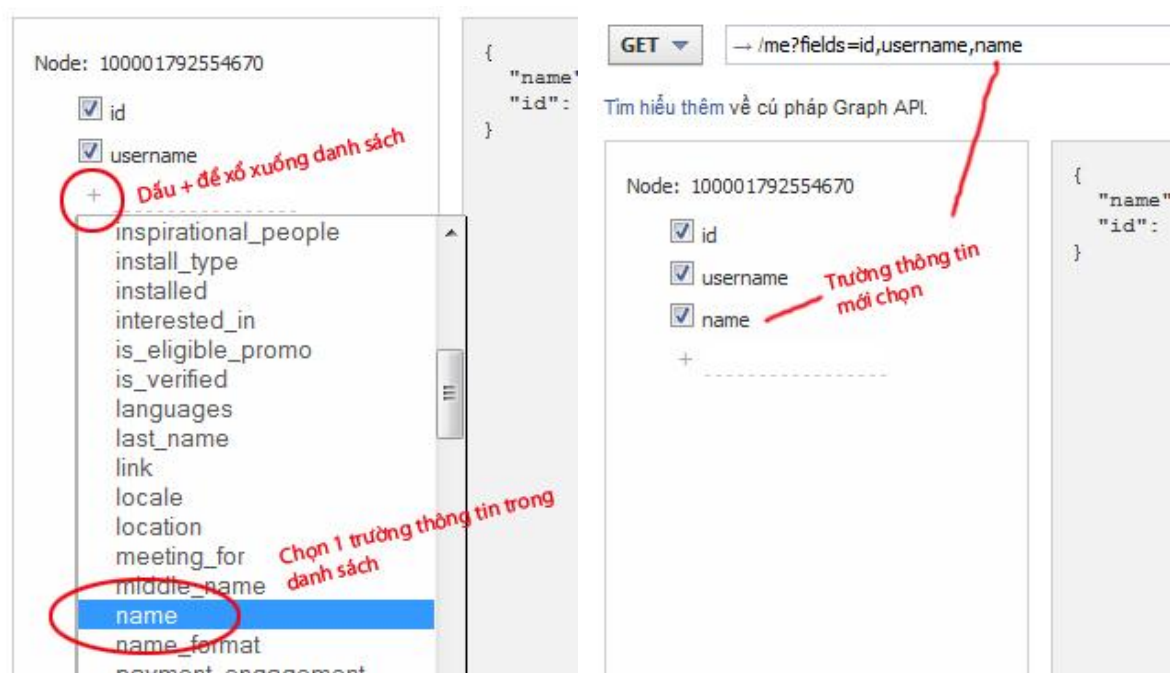 Node: 100001792554670
id
username
+
Dấu + để xổ xuống danh sách
inspirational_people
install_type
installed
interested_in
is_eligible_promo
is_verified
languages
last_name
link
locale
location
meeting_for
middle_name
name
name_format
payment_engagement
Chọn 1 trường thông tin trong
danh sách
{
"name"
"id":
}
GET
→ /me?fields=id,username,name
Tìm hiểu thêm về cú pháp Graph API.
Node: 100001792554670
id
username
name
+
Trường thông tin
mới chọn
{
"name"
"id":
}